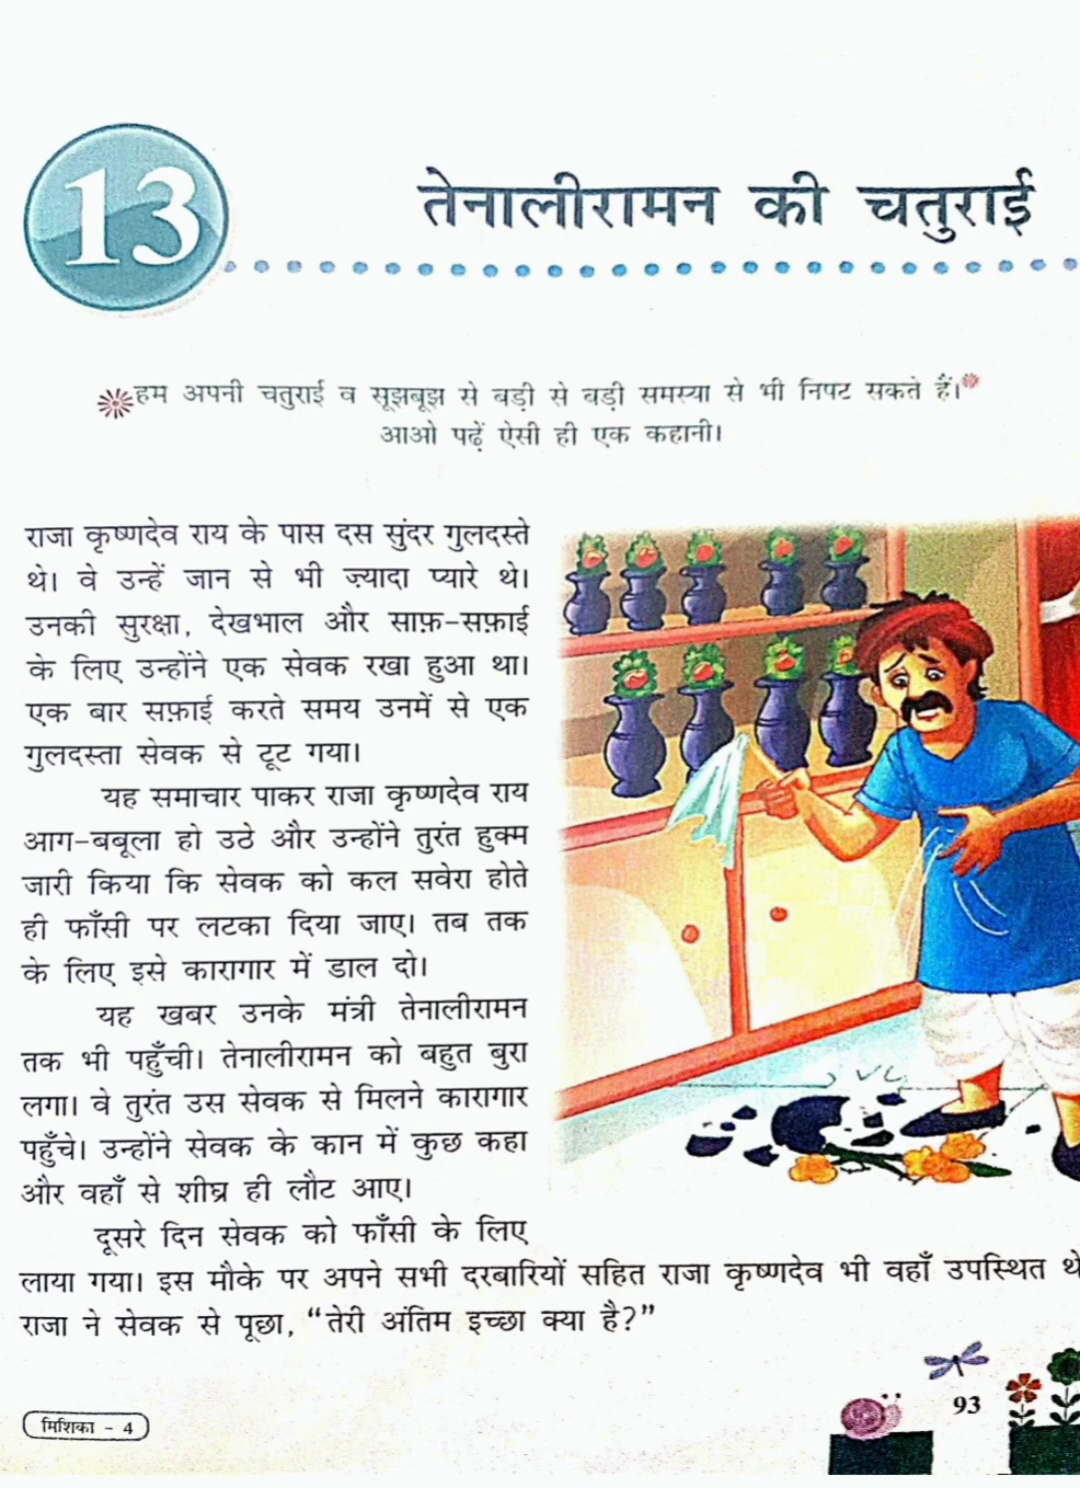 13
तेनालीरामन की चतुराई
हम अपनी चतुराई व सूझबूझ से बड़ी से बड़ी समस्या से भी निपट सकते हैं।
आओ पढ़ें ऐसी ही एक कहानी।
राजा कृष्णदेव राय के पास दस सुंदर गुलदस्ते
थे। वे उन्हें जान से भी ज़्यादा प्यारे थे।
उनकी सुरक्षा, देखभाल और साफ़-सफ़ाई
के लिए उन्होंने एक सेवक रखा हुआ था।
एक बार सफ़ाई करते समय उनमें से एक
गुलदस्ता सेवक से टूट गया।
यह समाचार पाकर राजा कृष्णदेव राय
आग-बबूला हो उठे और उन्होंने तुरंत हुक्म
जारी किया कि सेवक को कल सवेरा होते
ही फाँसी पर लटका दिया जाए। तब तक
के लिए इसे कारागार में डाल दो।
यह खबर उनके मंत्री तेनालीरामन
तक भी पहुँची। तेनालीरामन को बहुत बुरा
लगा। वे तुरंत उस सेवक से मिलने कारागार
पहुँचे। उन्होंने सेवक के कान में कुछ कहा
और वहाँ से शीघ्र ही लौट आए।
दूसरे दिन सेवक को फाँसी के लिए
लाया गया। इस मौके पर अपने सभी दरबारियों सहित राजा कृष्णदेव भी वहाँ उपस्थित थे
राजा ने सेवक से पूछा, “तेरी अंतिम इच्छा क्या है?”
मिशिका - 4
93